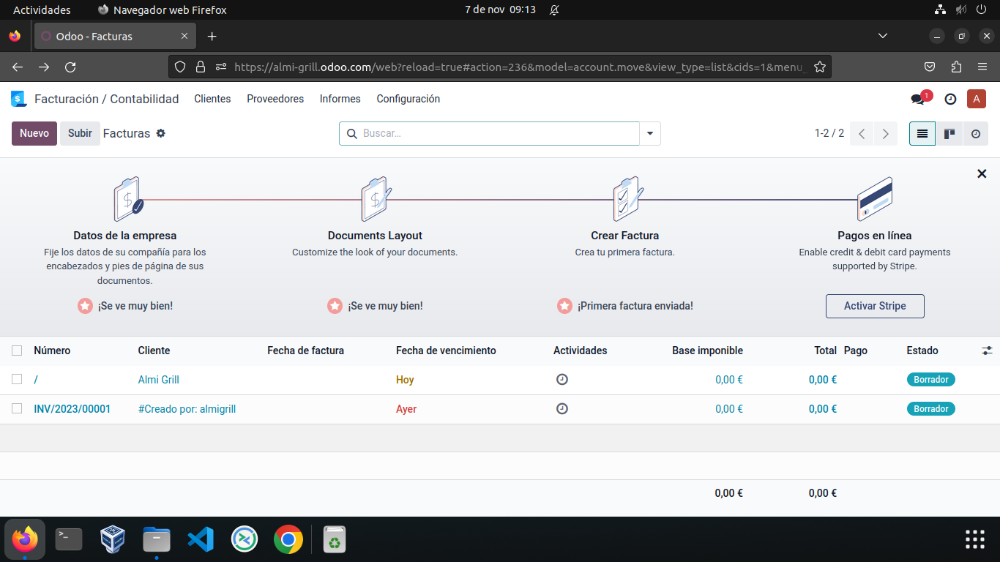 Actividades
Navegador web Firefox
7 de nov 09:13
Odoo - Facturas
https://almi-grill.odoo.com/web?reload=true#action=236&model=account.move&view_type=list&cids=1&menu_
Facturación / Contabilidad
Clientes
Proveedores
Informes
Configuración
1
A
Nuevo
Subir
Facturas
Buscar...
1-2 / 2
Datos de la empresa
Fije los datos de su compañía para los
encabezados y pies de página de sus
documentos.
¡Se ve muy bien!
Documents Layout
Customize the look of your documents.
¡Se ve muy bien!
Crear Factura
Crea tu primera factura.
¡Primera factura enviada!
Pagos en línea
Enable credit & debit card payments
supported by Stripe.
Activar Stripe
Número Cliente Fecha de factura Fecha de vencimiento Actividades Base imponible Total Pago Estado
/ Almi Grill Hoy 0,00 € 0,00 € Borrador
INV/2023/00001 #Creado por: almigrill Ayer 0,00 € 0,00 € Borrador
0,00 € 0,00 €